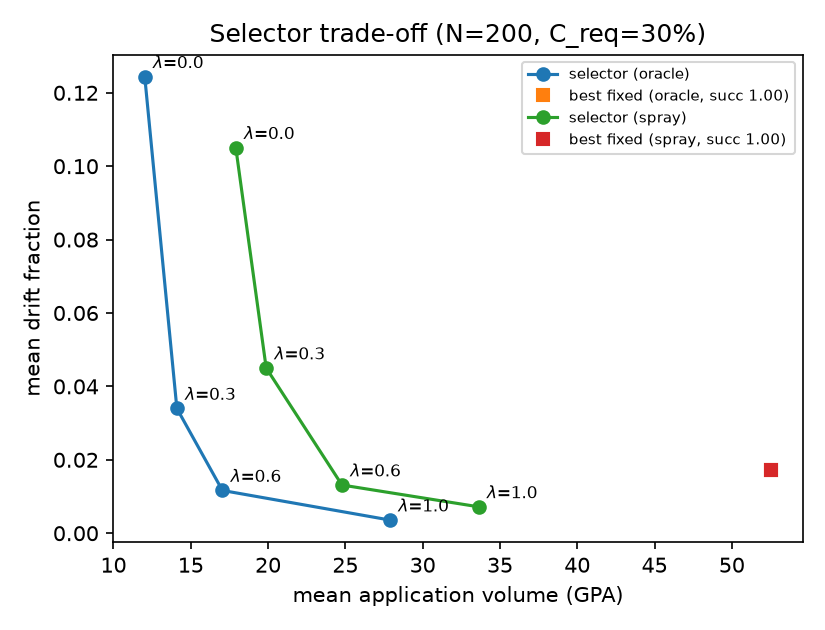 Selector trade-off (N=200, C_req=30%)
selector (oracle)
best fixed (oracle, succ 1.00)
selector (spray)
best fixed (spray, succ 1.00)
λ=0.0
λ=0.3
λ=0.6
λ=1.0
λ=0.0
λ=0.3
λ=0.6
λ=1.0
mean drift fraction
0.12
0.10
0.08
0.06
0.04
0.02
0.00
10 15 20 25 30 35 40 45 50
mean application volume (GPA)